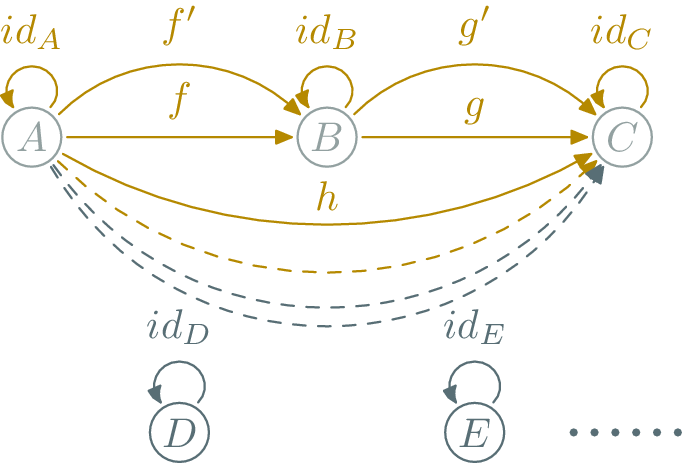 id_A f′ id_B g′ id_C
f g
A B C
h
id_D id_E
D E ......